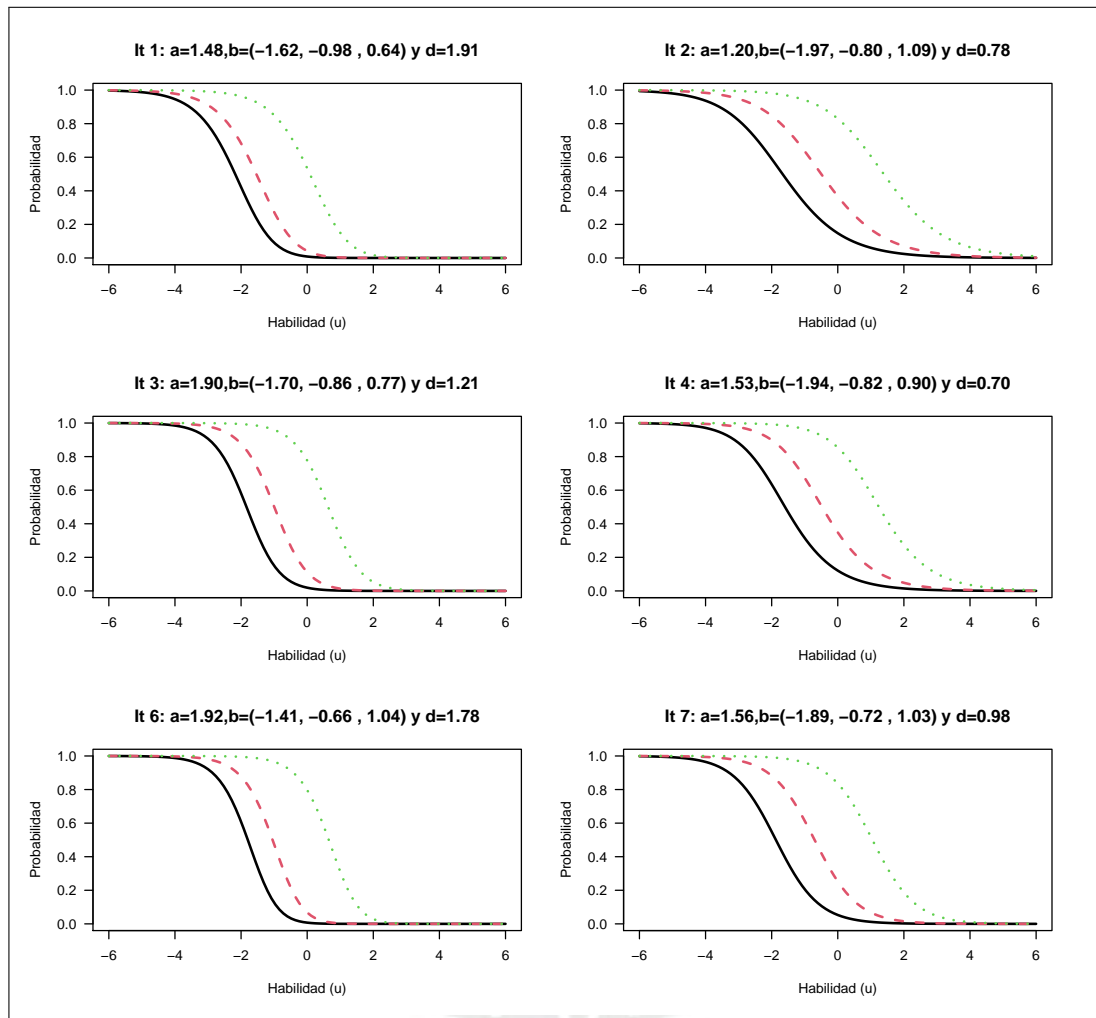 It 1: a=1.48,b=(−1.62, −0.98 , 0.64) y d=1.91
It 2: a=1.20,b=(−1.97, −0.80 , 1.09) y d=0.78
Probabilidad
1.0
0.8
0.6
0.4
0.2
0.0
−6 −4 −2 0 2 4 6
Habilidad (u)
Probabilidad
1.0
0.8
0.6
0.4
0.2
0.0
−6 −4 −2 0 2 4 6
Habilidad (u)
It 3: a=1.90,b=(−1.70, −0.86 , 0.77) y d=1.21
It 4: a=1.53,b=(−1.94, −0.82 , 0.90) y d=0.70
Probabilidad
1.0
0.8
0.6
0.4
0.2
0.0
−6 −4 −2 0 2 4 6
Habilidad (u)
Probabilidad
1.0
0.8
0.6
0.4
0.2
0.0
−6 −4 −2 0 2 4 6
Habilidad (u)
It 6: a=1.92,b=(−1.41, −0.66 , 1.04) y d=1.78
It 7: a=1.56,b=(−1.89, −0.72 , 1.03) y d=0.98
Probabilidad
1.0
0.8
0.6
0.4
0.2
0.0
−6 −4 −2 0 2 4 6
Habilidad (u)
Probabilidad
1.0
0.8
0.6
0.4
0.2
0.0
−6 −4 −2 0 2 4 6
Habilidad (u)